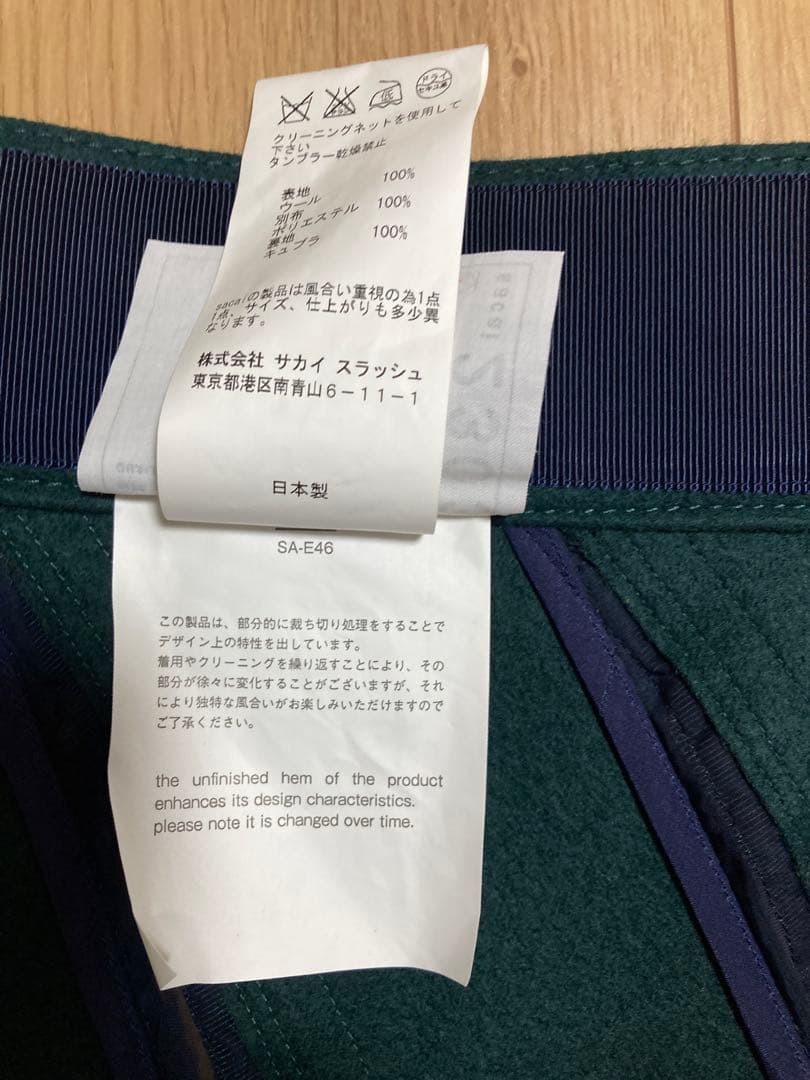 低
ドライ
セキユ系
クリーニングネットを使用して
下さい
タンブラー乾燥禁止
表地
ウール 100%
別布
ポリエステル 100%
裏地
キュプラ 100%
sacaiの製品は風合い重視の為1点
1点、サイズ、仕上がりも多少異
なります。
株式会社 サカイ スラッシュ
東京都港区南青山6-11-1
日本製
sacai
SA-E46
この製品は、部分的に裁ち切り処理をすることで
デザイン上の特性を出しています。
着用やクリーニングを繰り返すことにより、その
部分が徐々に変化することがございますが、それ
により独特な風合いがお楽しみいただけますので
ご了承ください。
the unfinished hem of the product
enhances its design characteristics.
please note it is changed over time.